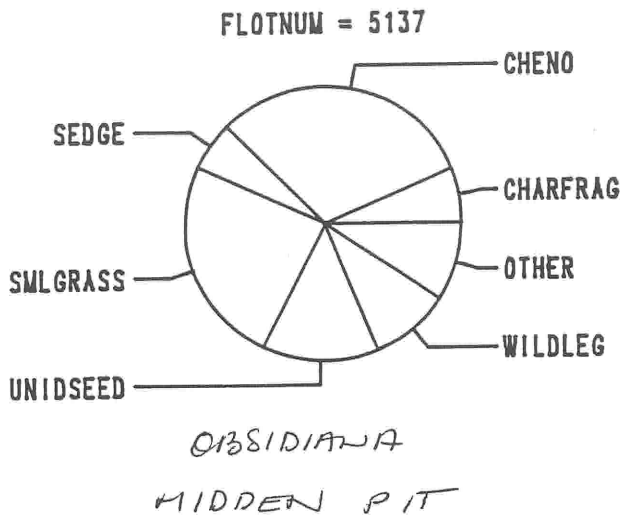 FLOTNUM = 5137
CHENO
SEDGE
CHARFRAG
OTHER
SMLGRASS
WILDLEG
UNIDSEED
OBSIDIANA
MIDDEN PIT